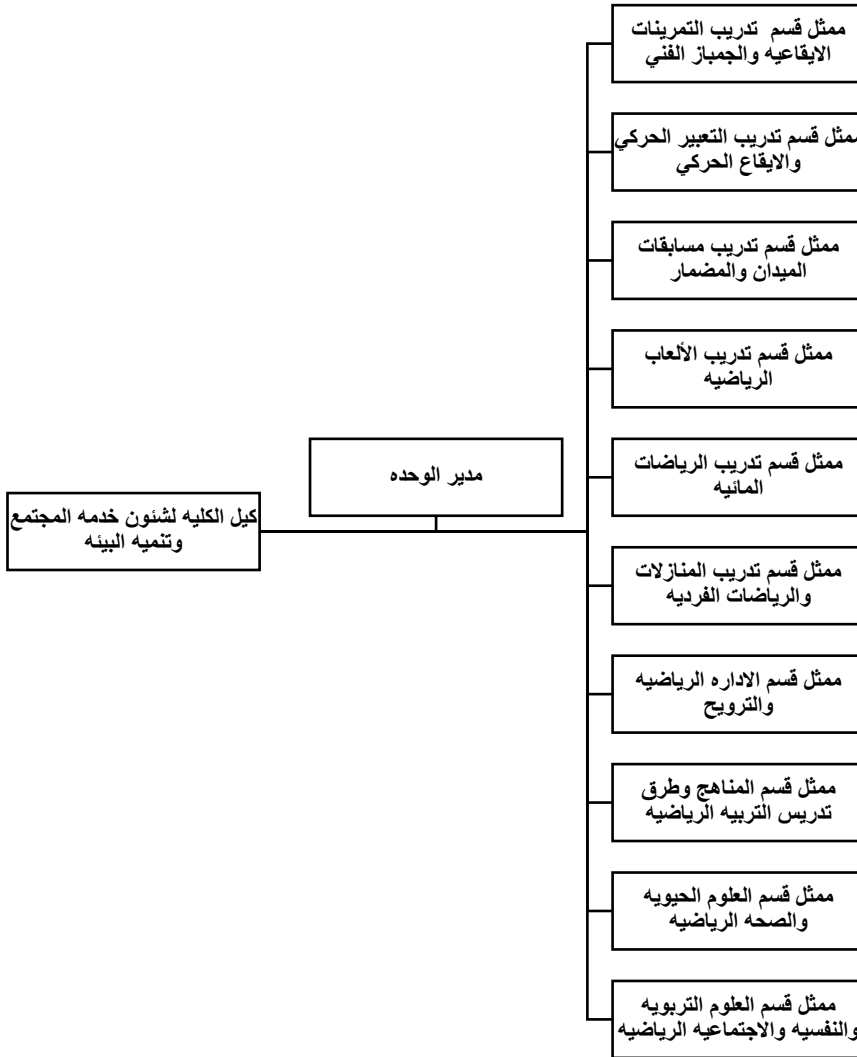 ممثل قسم تدريب التمرينات
الايقاعيه والجمباز الفني
ممثل قسم تدريب التعبير الحركي
والايقاع الحركي
ممثل قسم تدريب مسابقات
الميدان والمضمار
ممثل قسم تدريب الألعاب
الرياضيه
مدير الوحده
ممثل قسم تدريب الرياضات
المائيه
كيل الكليه لشئون خدمه المجتمع
وتنميه البيئه
ممثل قسم تدريب المنازلات
والرياضات الفرديه
ممثل قسم الاداره الرياضيه
والترويح
ممثل قسم المناهج وطرق
تدريس التربيه الرياضيه
ممثل قسم العلوم الحيويه
والصحه الرياضيه
ممثل قسم العلوم التربويه
والنفسيه والاجتماعيه الرياضيه